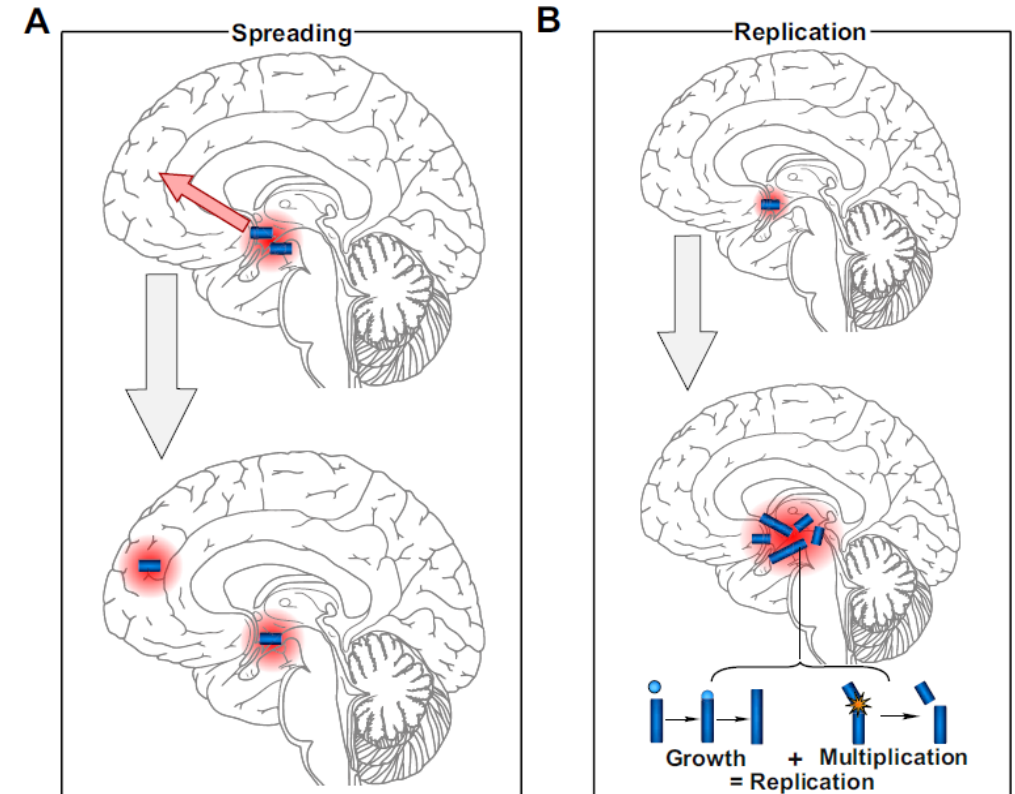 A
Spreading
B
Replication
Growth + Multiplication
= Replication